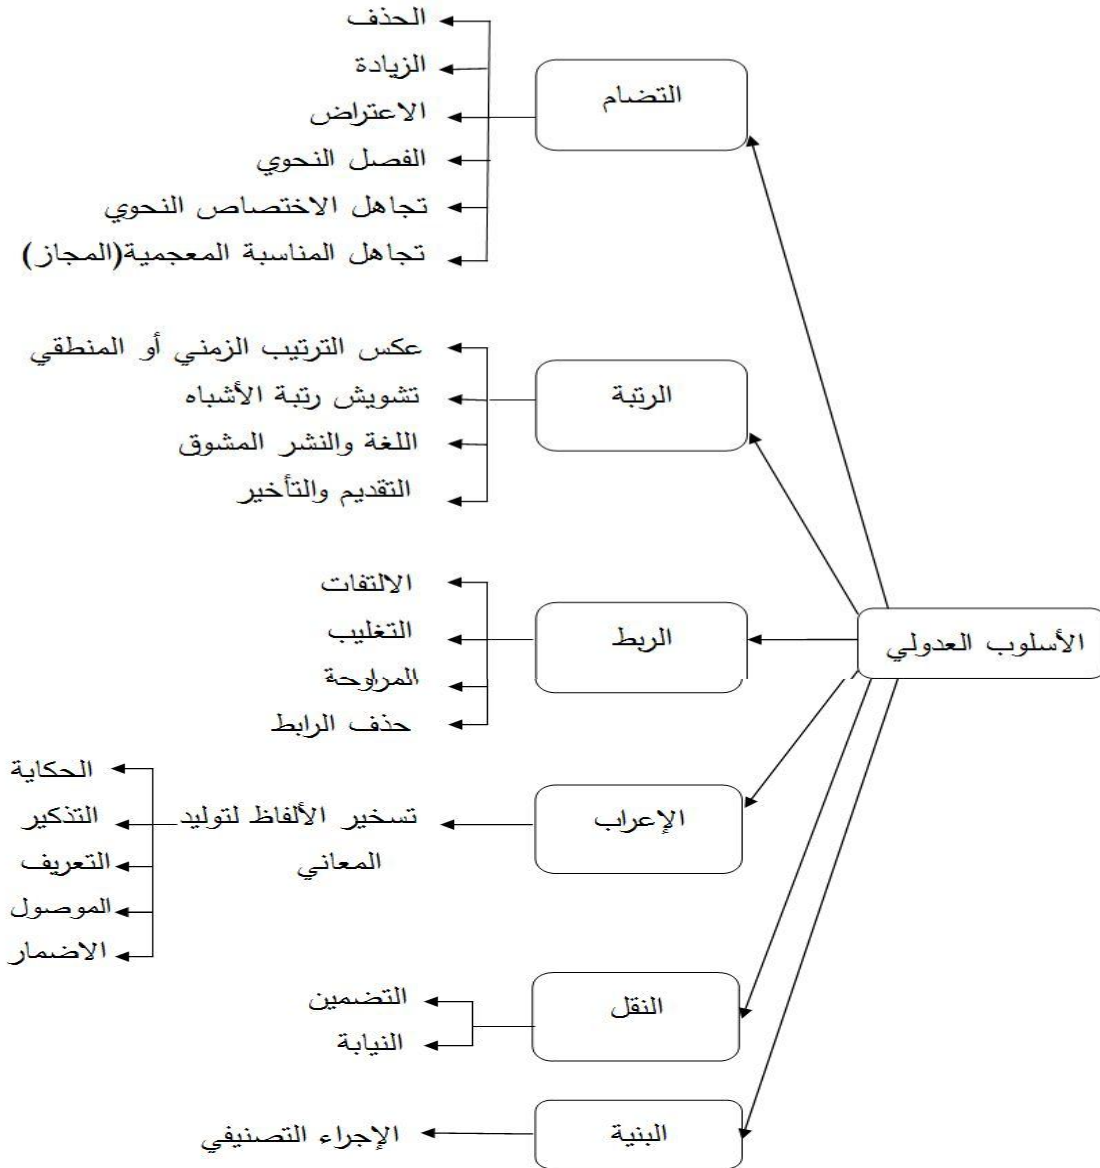 الأسلوب العدولي
التضام
الحذف
الزيادة
الاعتراض
الفصل النحوي
تجاهل الاختصاص النحوي
تجاهل المناسبة المعجمية(المجاز)
الرتبة
عكس الترتيب الزمني أو المنطقي
تشويش رتبة الأشباه
اللغة والنشر المشوق
التقديم والتأخير
الربط
الالتفات
التغليب
المراوحة
حذف الرابط
الإعراب
تسخير الألفاظ لتوليد
المعاني
الحكاية
التذكير
التعريف
الموصول
الاضمار
النقل
التضمين
النيابة
البنية
الإجراء التصنيفي